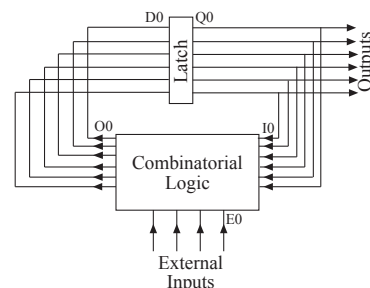 D0
Q0
Latch
Outputs
O0
I0
Combinatorial
Logic
E0
External
Inputs